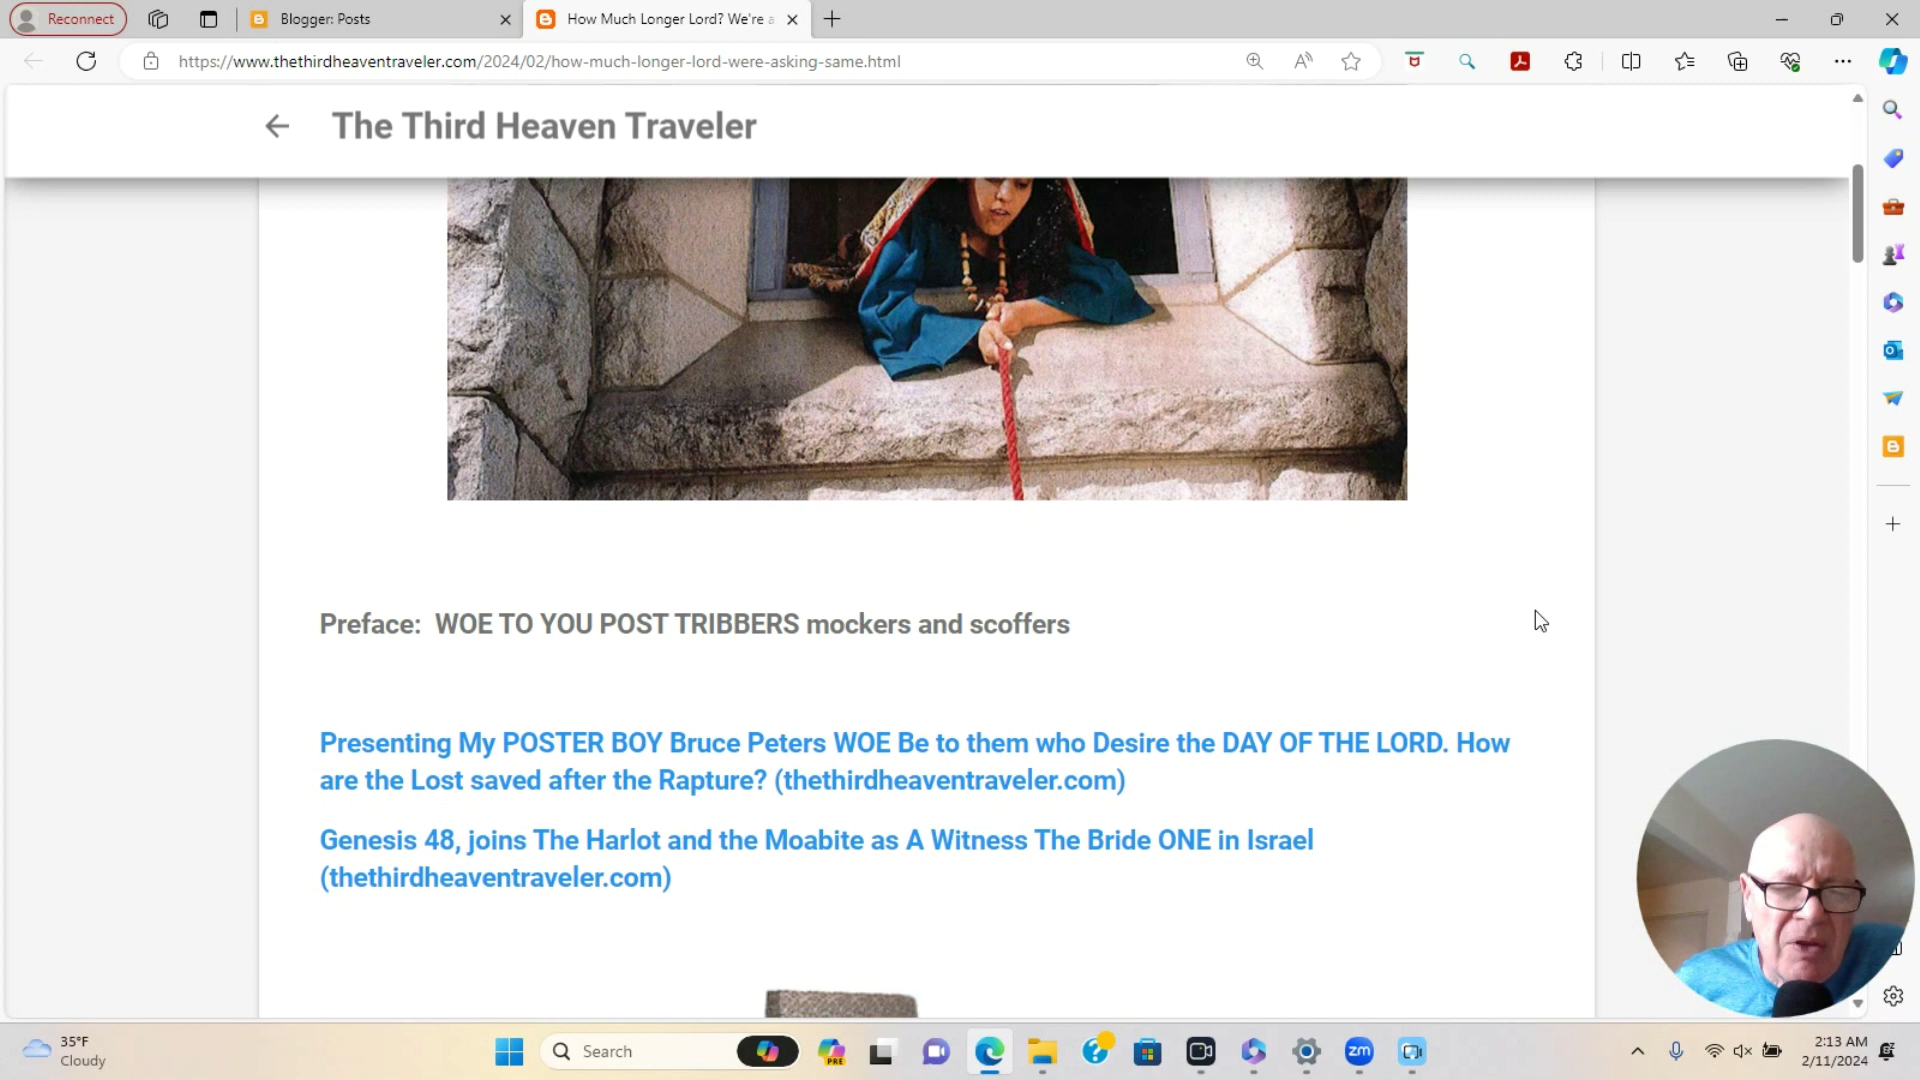 Reconnect
Blogger: Posts
How Much Longer Lord? We're a
https://www.thethirdheaventraveler.com/2024/02/how-much-longer-lord-were-asking-same.html
The Third Heaven Traveler
Preface: WOE TO YOU POST TRIBBERS mockers and scoffers
Presenting My POSTER BOY Bruce Peters WOE Be to them who Desire the DAY OF THE LORD. How
are the Lost saved after the Rapture? (thethirdheaventraveler.com)
Genesis 48, joins The Harlot and the Moabite as A Witness The Bride ONE in Israel
(thethirdheaventraveler.com)
35°F
Cloudy
Search
PRE
zm
2:13 AM
2/11/2024